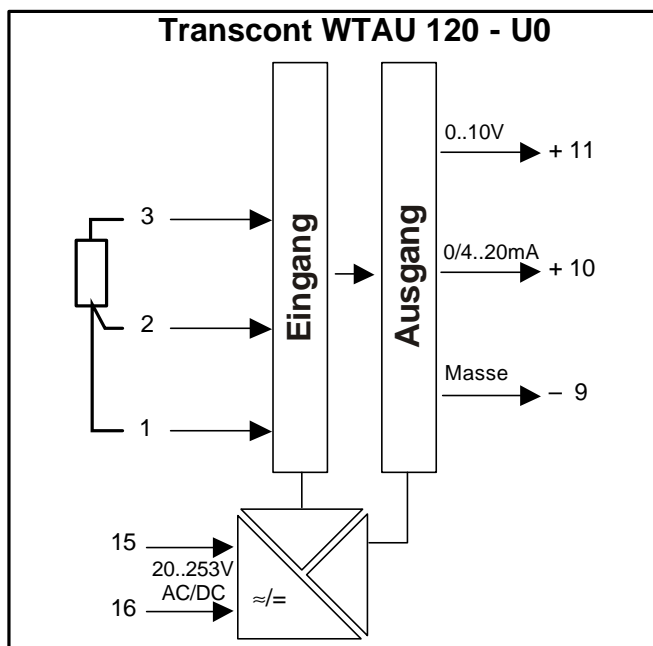 Transcont WTAU 120 - U0
0..10V
+ 11
3
0/4..20mA
+ 10
Eingang
Ausgang
2
Masse
– 9
1
15
20..253V
AC/DC
16
≈/=